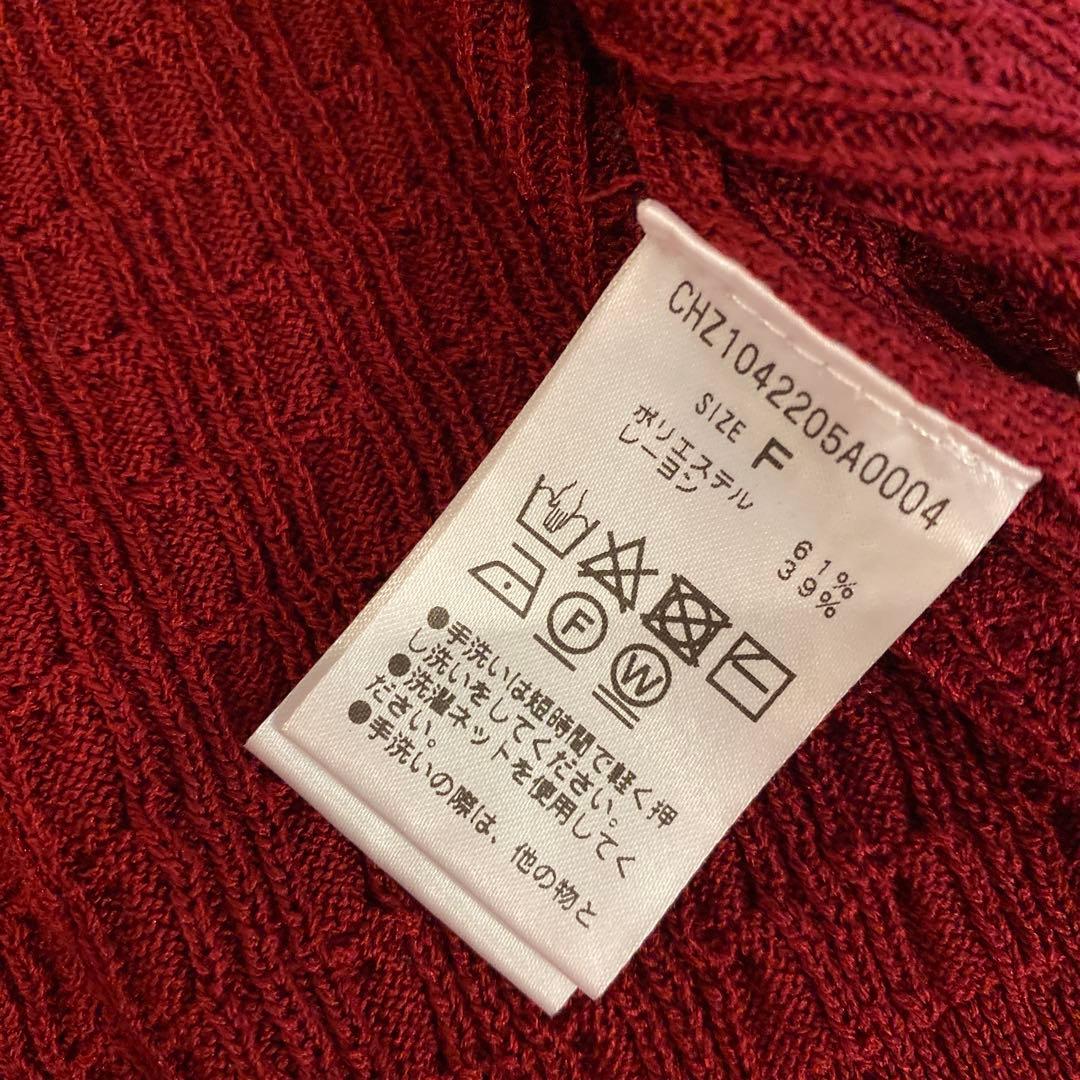 CHZ1042205A0004
SIZE F
ポリエステル 61%
レーヨン 39%
F
W
●手洗いは短時間で軽く押
し洗いをしてください。
●洗濯ネットを使用してく
ださい。
●手洗いの際は、他の物と